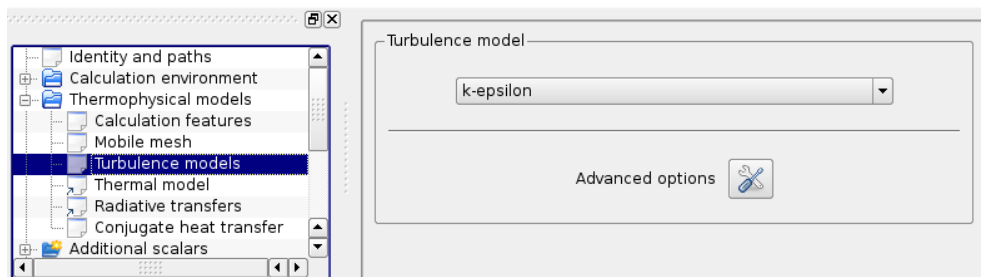 Identity and paths
Calculation environment
Thermophysical models
Calculation features
Mobile mesh
Turbulence models
Thermal model
Radiative transfers
Conjugate heat transfer
Additional scalars
Turbulence model
k-epsilon
Advanced options